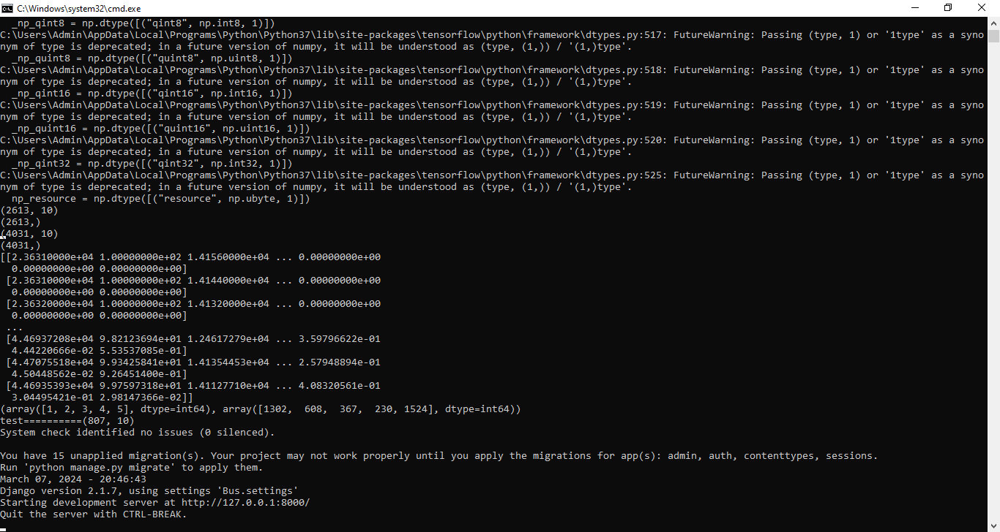 C:\Windows\system32\cmd.exe
  _np_qint8 = np.dtype([("qint8", np.int8, 1)])
C:\Users\Admin\AppData\Local\Programs\Python\Python37\lib\site-packages\tensorflow\python\framework\dtypes.py:517: FutureWarning: Passing (type, 1) or '1type' as a syno
nym of type is deprecated; in a future version of numpy, it will be understood as (type, (1,)) / '(1,)type'.
  _np_quint8 = np.dtype([("quint8", np.uint8, 1)])
C:\Users\Admin\AppData\Local\Programs\Python\Python37\lib\site-packages\tensorflow\python\framework\dtypes.py:518: FutureWarning: Passing (type, 1) or '1type' as a syno
nym of type is deprecated; in a future version of numpy, it will be understood as (type, (1,)) / '(1,)type'.
  _np_qint16 = np.dtype([("qint16", np.int16, 1)])
C:\Users\Admin\AppData\Local\Programs\Python\Python37\lib\site-packages\tensorflow\python\framework\dtypes.py:519: FutureWarning: Passing (type, 1) or '1type' as a syno
nym of type is deprecated; in a future version of numpy, it will be understood as (type, (1,)) / '(1,)type'.
  _np_quint16 = np.dtype([("quint16", np.uint16, 1)])
C:\Users\Admin\AppData\Local\Programs\Python\Python37\lib\site-packages\tensorflow\python\framework\dtypes.py:520: FutureWarning: Passing (type, 1) or '1type' as a syno
nym of type is deprecated; in a future version of numpy, it will be understood as (type, (1,)) / '(1,)type'.
  _np_qint32 = np.dtype([("qint32", np.int32, 1)])
C:\Users\Admin\AppData\Local\Programs\Python\Python37\lib\site-packages\tensorflow\python\framework\dtypes.py:525: FutureWarning: Passing (type, 1) or '1type' as a syno
nym of type is deprecated; in a future version of numpy, it will be understood as (type, (1,)) / '(1,)type'.
  np_resource = np.dtype([("resource", np.ubyte, 1)])
(2613, 10)
(2613,)
(4031, 10)
(4031,)
[[2.36310000e+04 1.00000000e+02 1.41560000e+04 ... 0.00000000e+00
  0.00000000e+00 0.00000000e+00]
 [2.36310000e+04 1.00000000e+02 1.41440000e+04 ... 0.00000000e+00
  0.00000000e+00 0.00000000e+00]
 [2.36320000e+04 1.00000000e+02 1.41320000e+04 ... 0.00000000e+00
  0.00000000e+00 0.00000000e+00]
 ...
 [4.46937208e+04 9.82123694e+01 1.24617279e+04 ... 3.59796622e-01
  4.44220666e-02 5.53537085e-01]
 [4.47075518e+04 9.93425841e+01 1.41354453e+04 ... 2.57948894e-01
  4.50448562e-02 9.26451400e-01]
 [4.46935393e+04 9.97597318e+01 1.41127710e+04 ... 4.08320561e-01
  3.04495421e-01 2.98147366e-02]]
(array([1, 2, 3, 4, 5], dtype=int64), array([1302,  608,  367,  230, 1524], dtype=int64))
test==========(807, 10)
System check identified no issues (0 silenced).
You have 15 unapplied migration(s). Your project may not work properly until you apply the migrations for app(s): admin, auth, contenttypes, sessions.
Run 'python manage.py migrate' to apply them.
March 07, 2024 - 20:46:43
Django version 2.1.7, using settings 'Bus.settings'
Starting development server at http://127.0.0.1:8000/
Quit the server with CTRL-BREAK.